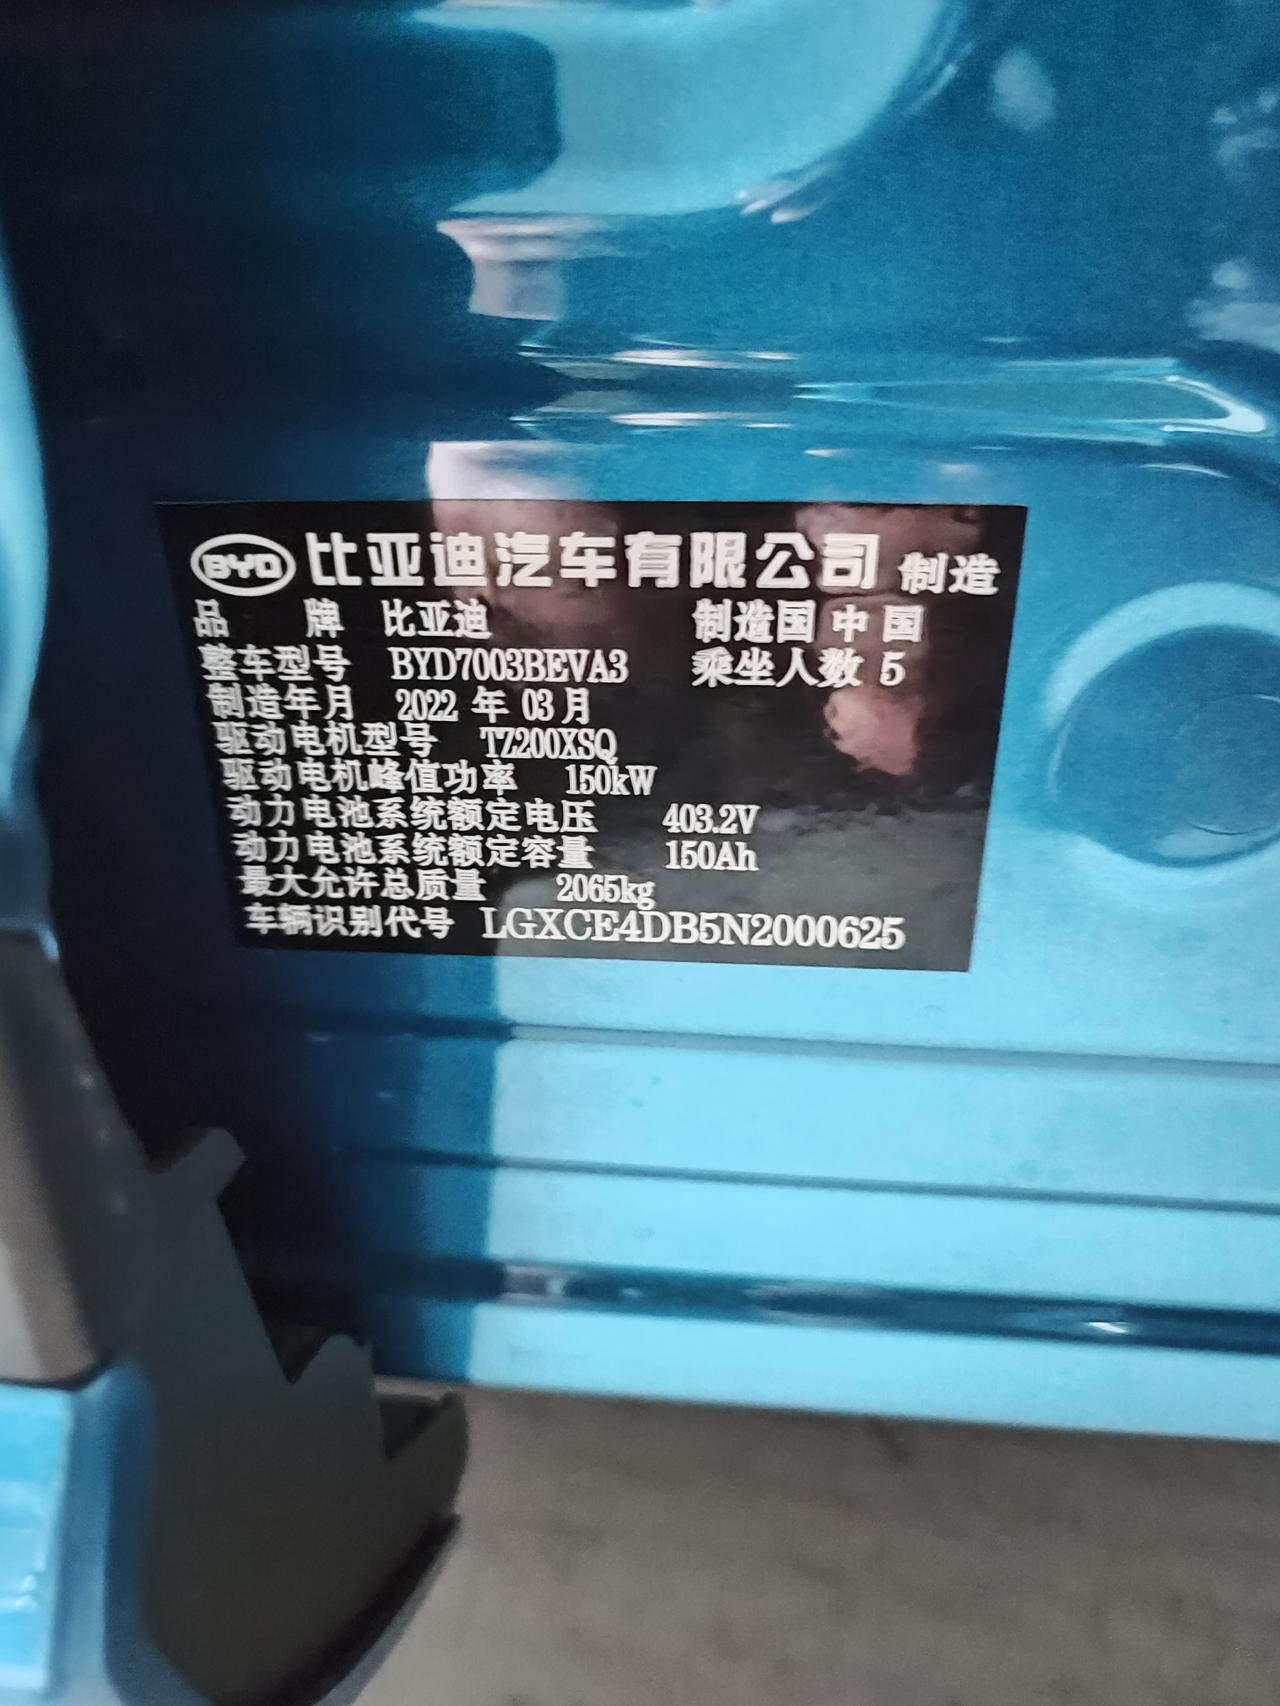 BYD 比亚迪汽车有限公司 制造
品 牌 比亚迪 制造国 中国
整车型号 BYD7003BEVA3 乘坐人数 5
制造年月 2022 年 03 月
驱动电机型号 TZ200XSQ
驱动电机峰值功率 150kW
动力电池系统额定电压 403.2V
动力电池系统额定容量 150Ah
最大允许总质量 2065kg
车辆识别代号 LGXCE4DB5N2000625